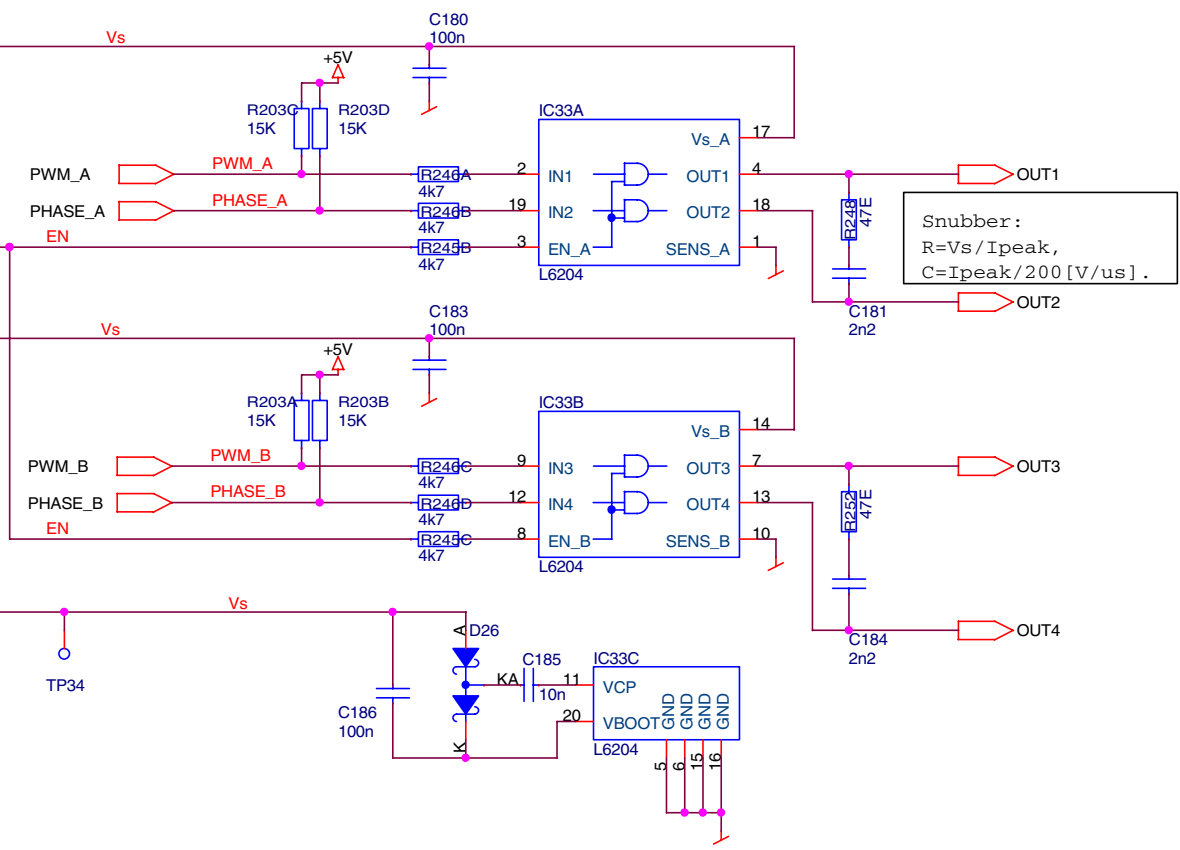 C180
100n
Vs
+5V
R203C
15K
R203D
15K
IC33A
Vs_A
17
PWM_A
PWM_A
R246A
4k7
2
IN1
OUT1
4
OUT1
PHASE_A
PHASE_A
R246B
4k7
19
IN2
OUT2
18
R248
47E
Snubber:
R=Vs/Ipeak,
C=Ipeak/200[V/us].
EN
R245B
4k7
3
EN_A
SENS_A
1
L6204
C181
2n2
OUT2
C183
100n
Vs
+5V
R203A
15K
R203B
15K
IC33B
Vs_B
14
PWM_B
PWM_B
R246C
4k7
9
IN3
OUT3
7
OUT3
PHASE_B
PHASE_B
R246D
4k7
12
IN4
OUT4
13
R252
47E
EN
R245C
4k7
8
EN_B
SENS_B
10
L6204
C184
2n2
OUT4
Vs
TP34
A
D26
KA
K
C185
10n
C186
100n
IC33C
11
VCP
20
VBOOT
GND
GND
GND
GND
L6204
5
6
15
16